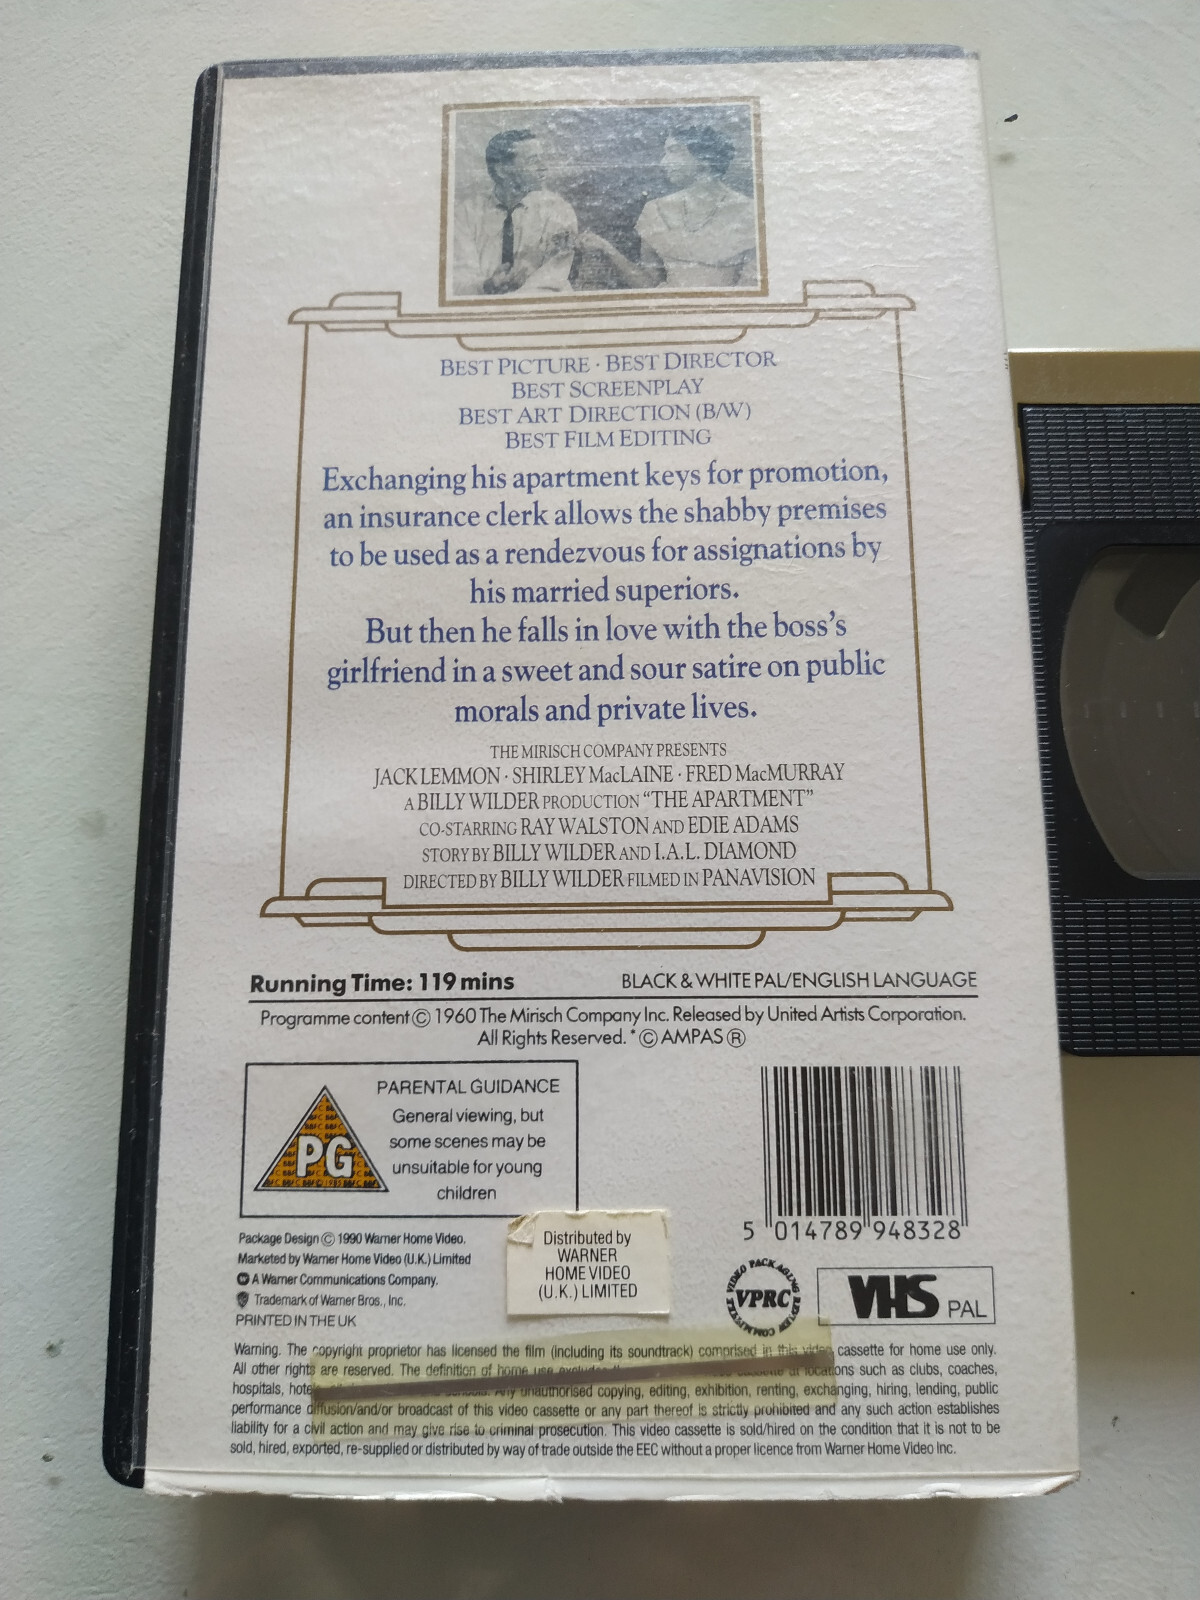 BEST PICTURE · BEST DIRECTOR
BEST SCREENPLAY
BEST ART DIRECTION (B/W)
BEST FILM EDITING
Exchanging his apartment keys for promotion,
an insurance clerk allows the shabby premises
to be used as a rendezvous for assignations by
his married superiors.
But then he falls in love with the boss's
girlfriend in a sweet and sour satire on public
morals and private lives.
THE MIRISCH COMPANY PRESENTS
JACK LEMMON · SHIRLEY MacLAINE · FRED MacMURRAY
A BILLY WILDER PRODUCTION "THE APARTMENT"
CO-STARRING RAY WALSTON AND EDIE ADAMS
STORY BY BILLY WILDER AND I.A.L. DIAMOND
DIRECTED BY BILLY WILDER FILMED IN PANAVISION
Running Time: 119 mins
BLACK & WHITE PAL/ENGLISH LANGUAGE
Programme content © 1960 The Mirisch Company Inc. Released by United Artists Corporation.
All Rights Reserved. * © AMPAS ®
PG
PARENTAL GUIDANCE
General viewing, but
some scenes may be
unsuitable for young
children
5 014789 948328
Package Design © 1990 Warner Home Video.
Marketed by Warner Home Video (U.K.) Limited
A Warner Communications Company.
Trademark of Warner Bros., Inc.
PRINTED IN THE UK
Distributed by
WARNER
HOME VIDEO
(U.K.) LIMITED
VIDEO PACKAGING REVIEW COMMITTEE
VPRC
VHS PAL
Warning. The copyright proprietor has licensed the film (including its soundtrack) comprised in this video cassette for home use only.
All other rights are reserved. The definition of home use locations such as clubs, coaches,
hospitals, Any unauthorised copying, editing, exhibition, renting, exchanging, hiring, lending, public
performance diffusion/and/or broadcast of this video cassette or any part thereof is strictly prohibited and any such action establishes
liability for a civil action and may give rise to criminal prosecution. This video cassette is sold/hired on the condition that it is not to be
sold, hired, exported, re-supplied or distributed by way of trade outside the EEC without a proper licence from Warner Home Video Inc.